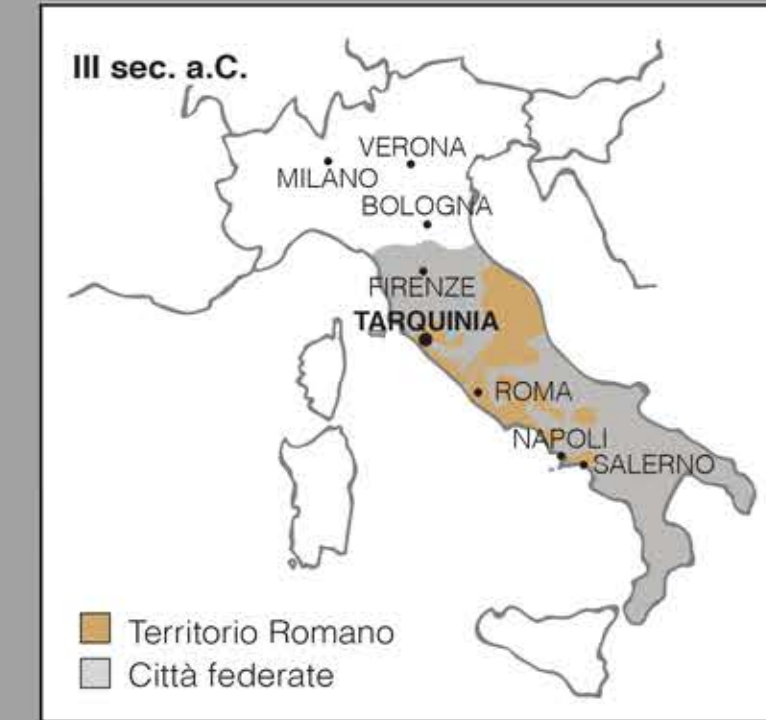 III sec. a.C.
VERONA
MILANO
BOLOGNA
FIRENZE
TARQUINIA
ROMA
NAPOLI
SALERNO
Territorio Romano
Città federate